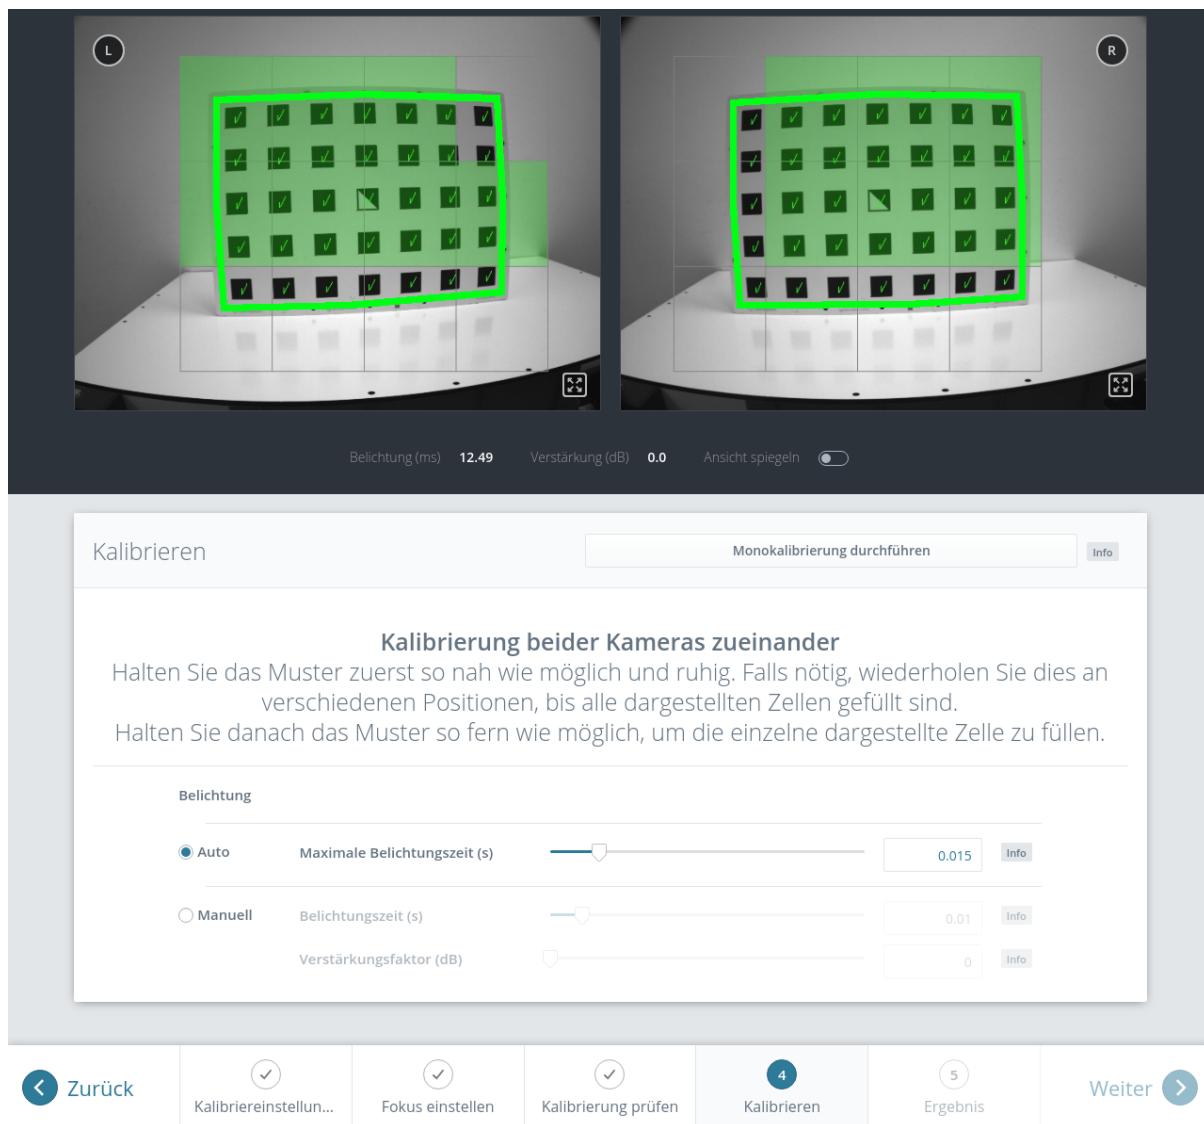 L
R
Belichtung (ms) 12.49 Verstärkung (dB) 0.0 Ansicht spiegeln
Kalibrieren
Monokalibrierung durchführen
Info
Kalibrierung beider Kameras zueinander
Halten Sie das Muster zuerst so nah wie möglich und ruhig. Falls nötig, wiederholen Sie dies an
verschiedenen Positionen, bis alle dargestellten Zellen gefüllt sind.
Halten Sie danach das Muster so fern wie möglich, um die einzelne dargestellte Zelle zu füllen.
Belichtung
Auto Maximale Belichtungszeit (s) 0.015 Info
Manuell Belichtungszeit (s) 0.01 Info
Verstärkungsfaktor (dB) 0 Info
Zurück
Kalibriereinstellun...
Fokus einstellen
Kalibrierung prüfen
4
Kalibrieren
5
Ergebnis
Weiter